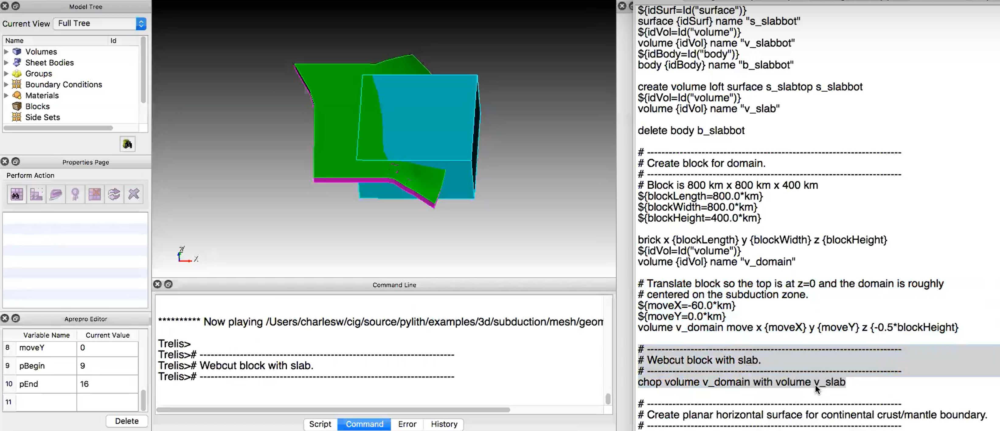 Model Tree
Current View Full Tree
Name Id
Volumes
Sheet Bodies
Groups
Boundary Conditions
Materials
Blocks
Side Sets
Properties Page
Perform Action
Aprepro Editor
Variable Name Current Value
8 moveY 0
9 pBegin 9
10 pEnd 16
11
Delete
X
Command Line
********** Now playing /Users/charlesw/cig/source/pylith/examples/3d/subduction/mesh/geom
Trelis>
Trelis># ----------------------------------------------------------------------
Trelis># Webcut block with slab.
Trelis># ----------------------------------------------------------------------
Script Command Error History
${idSurf=Id("surface")}
surface {idSurf} name "s_slabbot"
${idVol=Id("volume")}
volume {idVol} name "v_slabbot"
${idBody=Id("body")}
body {idBody} name "b_slabbot"
create volume loft surface s_slabtop s_slabbot
${idVol=Id("volume")}
volume {idVol} name "v_slab"
delete body b_slabbot
# ----------------------------------------------------------------------
# Create block for domain.
# ----------------------------------------------------------------------
# Block is 800 km x 800 km x 400 km
${blockLength=800.0*km}
${blockWidth=800.0*km}
${blockHeight=400.0*km}
brick x {blockLength} y {blockWidth} z {blockHeight}
${idVol=Id("volume")}
volume {idVol} name "v_domain"
# Translate block so the top is at z=0 and the domain is roughly
# centered on the subduction zone.
${moveX=-60.0*km}
${moveY=0.0*km}
volume v_domain move x {moveX} y {moveY} z {-0.5*blockHeight}
# ----------------------------------------------------------------------
# Webcut block with slab.
# ----------------------------------------------------------------------
chop volume v_domain with volume v_slab
# ----------------------------------------------------------------------
# Create planar horizontal surface for continental crust/mantle boundary.
# ----------------------------------------------------------------------